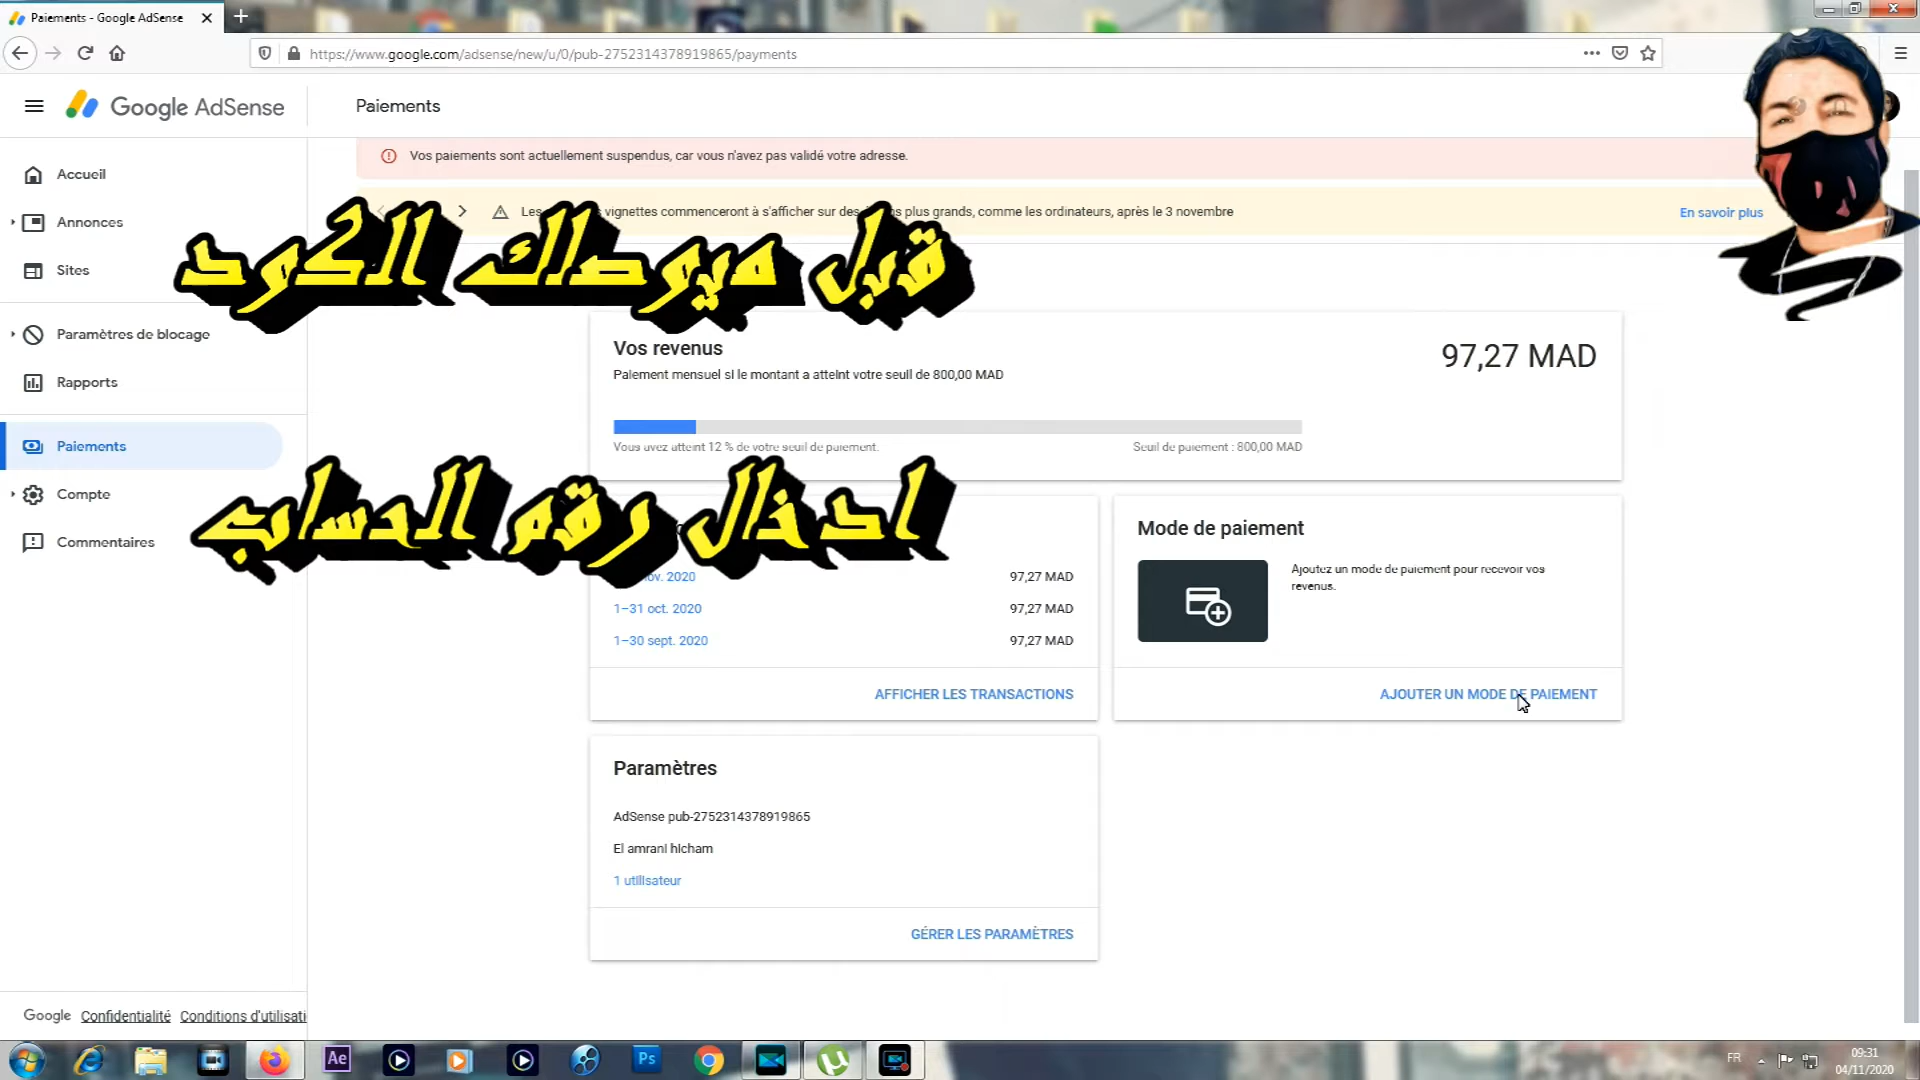 Paiements - Google AdSense
https://www.google.com/adsense/new/u/0/pub-2752314378919865/payments
Google AdSense
Paiements
Vos paiements sont actuellement suspendus, car vous n'avez pas validé votre adresse.
Accueil
vignettes commenceront à s'afficher sur des plus grands, comme les ordinateurs, après le 3 novembre
En savoir plus
Annonces
قبل ميوصلك الكود
Sites
Paramètres de blocage
Vos revenus
97,27 MAD
Paiement mensuel si le montant a atteint votre seuil de 800,00 MAD
Rapports
Vous avez atteint 12 % de votre seuil de paiement.
Seuil de paiement : 800,00 MAD
Paiements
Compte
ادخال رقم الحساب
Commentaires
nov. 2020 97,27 MAD
1–31 oct. 2020 97,27 MAD
1–30 sept. 2020 97,27 MAD
AFFICHER LES TRANSACTIONS
Mode de paiement
Ajoutez un mode de paiement pour recevoir vos
revenus.
AJOUTER UN MODE DE PAIEMENT
Paramètres
AdSense pub-2752314378919865
El amrani hicham
1 utilisateur
GÉRER LES PARAMÈTRES
Google Confidentialité Conditions d'utilisati
Ae
Ps
FR
09:31
04/11/2020